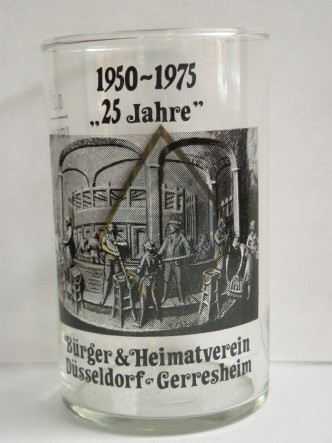 1950~1975
„25 Jahre”
Bürger & Heimatverein
Düsseldorf-Gerresheim